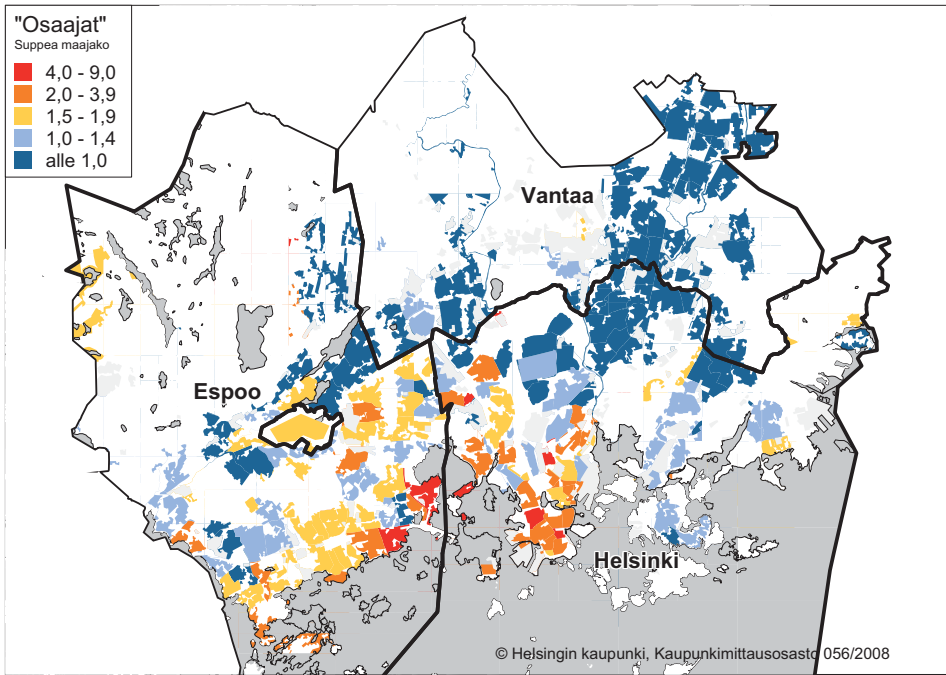 "Osaajat"
Suppea maajako
4,0 - 9,0
2,0 - 3,9
1,5 - 1,9
1,0 - 1,4
alle 1,0
Vantaa
Espoo
Helsinki
© Helsingin kaupunki, Kaupunkimittausosasto 056/2008